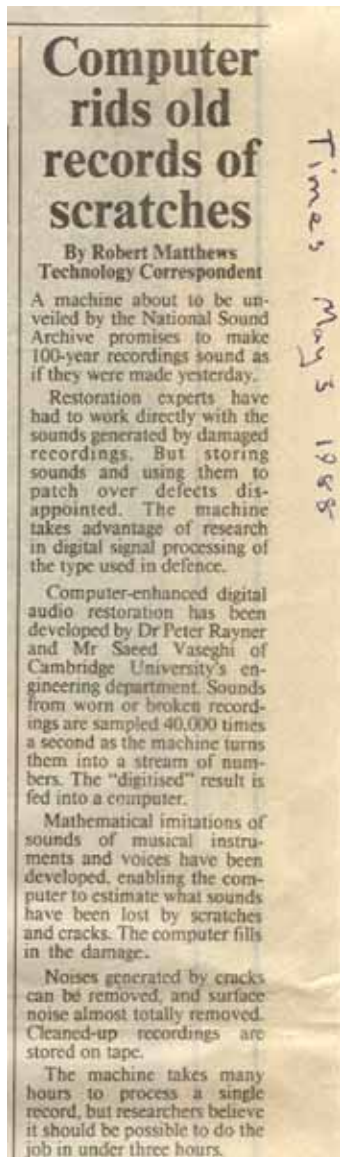 Computer
rids old
records of
scratches
By Robert Matthews
Technology Correspondent
A machine about to be un-
veiled by the National Sound
Archive promises to make
100-year recordings sound as
if they were made yesterday.
Restoration experts have
had to work directly with the
sounds generated by damaged
recordings. But storing
sounds and using them to
patch over defects dis-
appointed. The machine
takes advantage of research
in digital signal processing of
the type used in defence.
Computer-enhanced digital
audio restoration has been
developed by Dr Peter Rayner
and Mr Saeed Vaseghi of
Cambridge University's en-
gineering department. Sounds
from worn or broken record-
ings are sampled 40,000 times
a second as the machine turns
them into a stream of num-
bers. The "digitised" result is
fed into a computer.
Mathematical imitations of
sounds of musical instru-
ments and voices have been
developed, enabling the com-
puter to estimate what sounds
have been lost by scratches
and cracks. The computer fills
in the damage.
Noises generated by cracks
can be removed, and surface
noise almost totally removed.
Cleaned-up recordings are
stored on tape.
The machine takes many
hours to process a single
record, but researchers believe
it should be possible to do the
job in under three hours.
Times May 3 1988